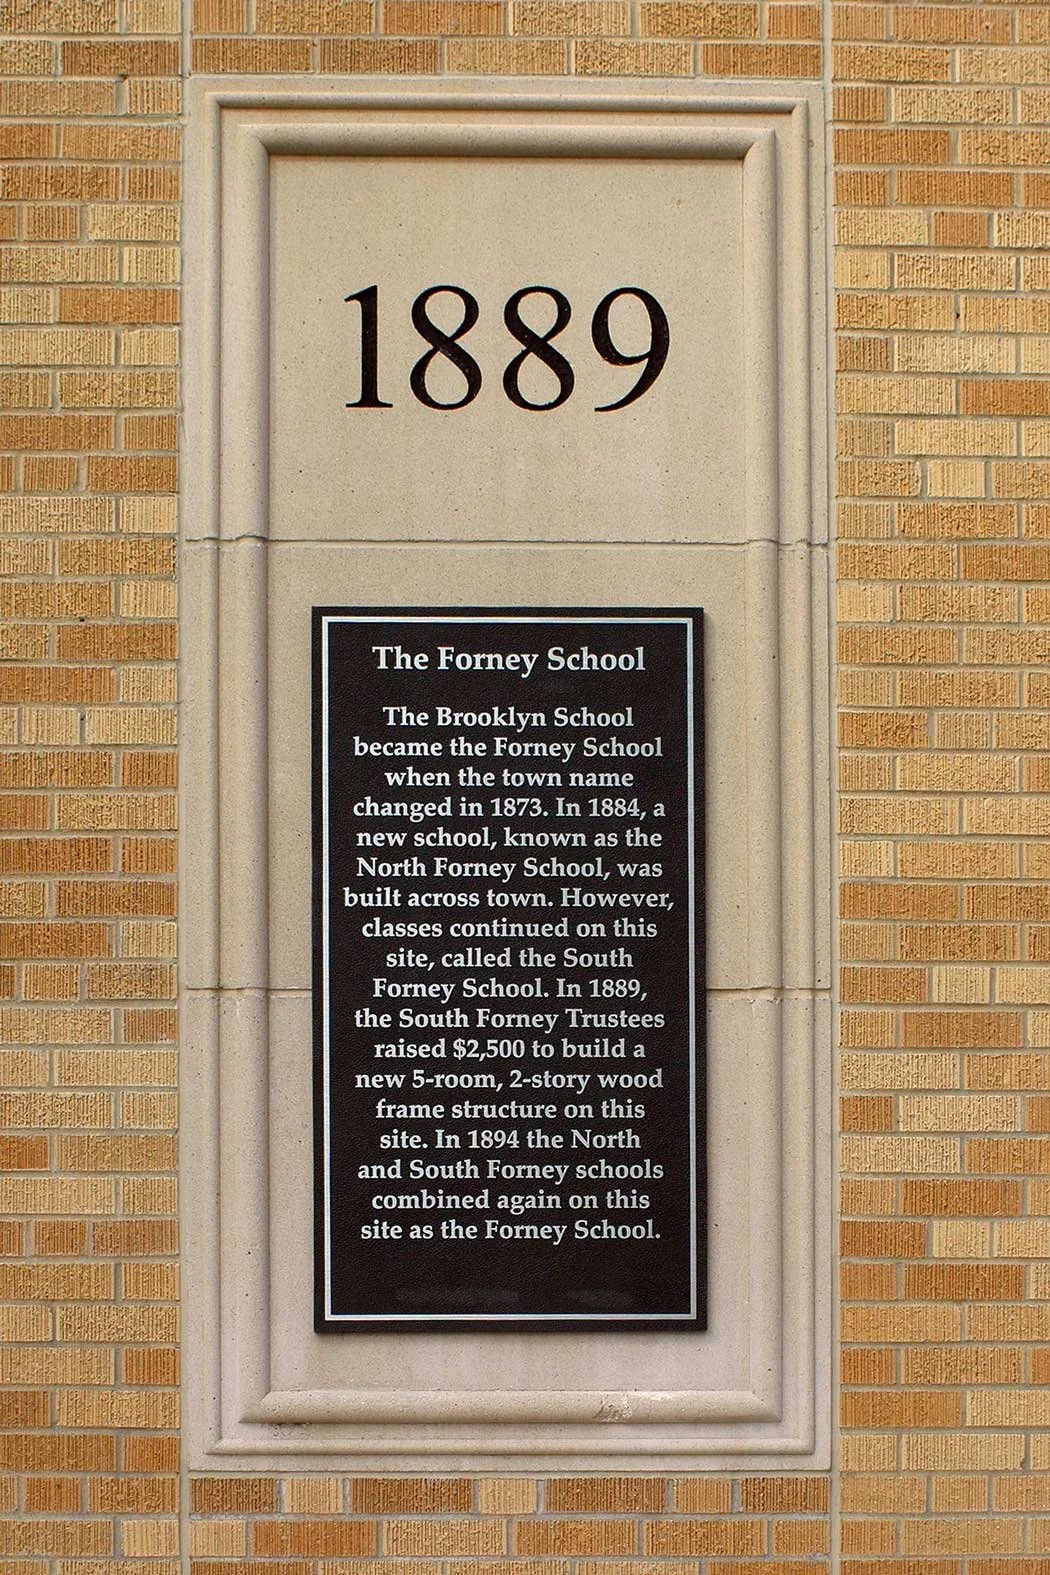 1889
The Forney School
The Brooklyn School
became the Forney School
when the town name
changed in 1873. In 1884, a
new school, known as the
North Forney School, was
built across town. However,
classes continued on this
site, called the South
Forney School. In 1889,
the South Forney Trustees
raised $2,500 to build a
new 5-room, 2-story wood
frame structure on this
site. In 1894 the North
and South Forney schools
combined again on this
site as the Forney School.